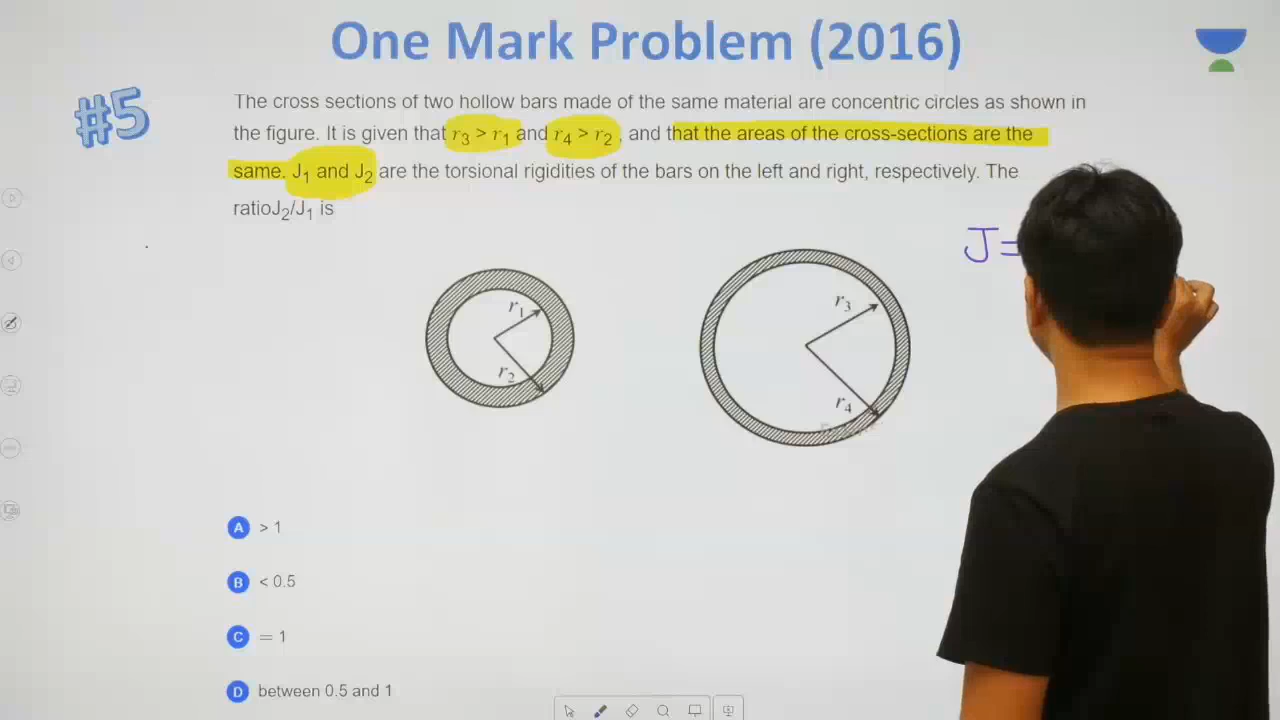 One Mark Problem (2016)
#5
The cross sections of two hollow bars made of the same material are concentric circles as shown in
the figure. It is given that r₃ > r₁ and r₄ > r₂, and that the areas of the cross-sections are the
same. J₁ and J₂ are the torsional rigidities of the bars on the left and right, respectively. The
ratioJ₂/J₁ is
J=
r₁
r₂
r₃
r₄
A > 1
B < 0.5
C = 1
D between 0.5 and 1